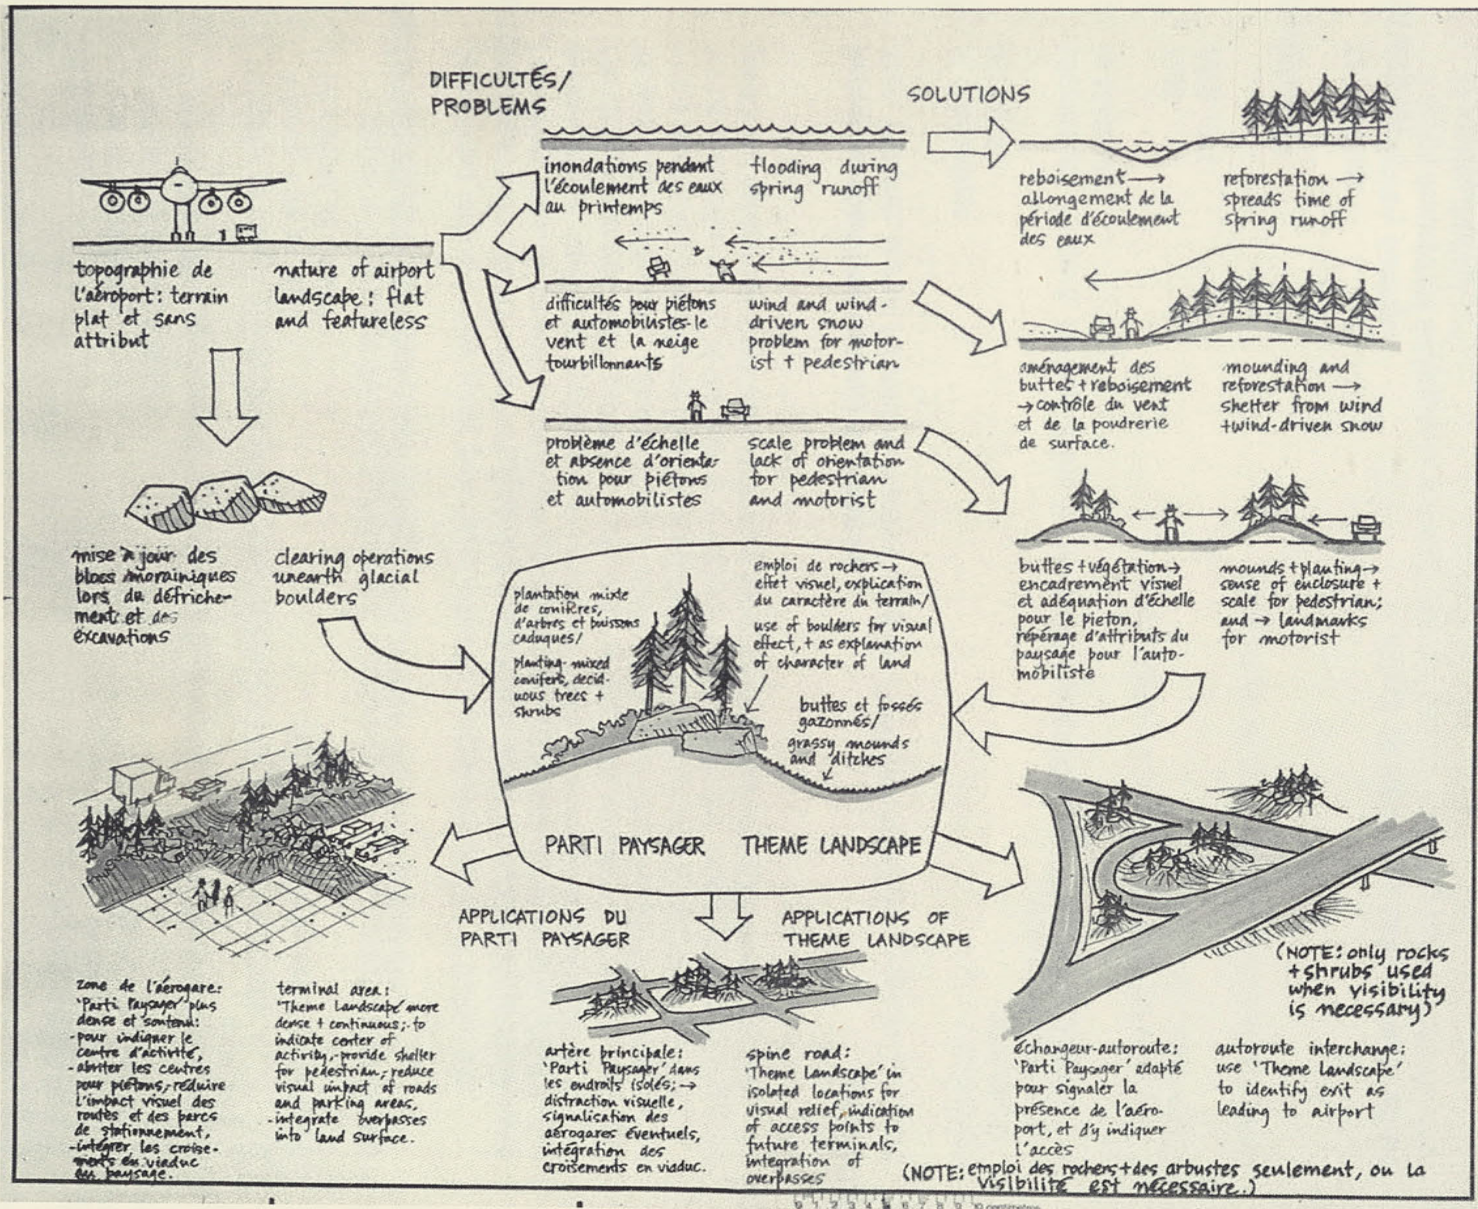 DIFFICULTÉS/
PROBLEMS
SOLUTIONS
topographie de
l'aéroport: terrain
plat et sans
attribut
nature of airport
landscape: flat
and featureless
inondations pendant
l'écoulement des eaux
au printemps
flooding during
spring runoff
reboisement →
allongement de la
période d'écoulement
des eaux
reforestation →
spreads time of
spring runoff
difficultés pour piétons
et automobilistes-le
vent et la neige
tourbillonnants
wind and wind-
driven snow
problem for motor-
ist + pedestrian
aménagement des
buttes + reboisement
→ contrôle du vent
et de la poudrerie
de surface.
mounding and
reforestation →
shelter from wind
+wind-driven snow
problème d'échelle
et absence d'orienta-
tion pour piétons
et automobilistes
scale problem and
lack of orientation
for pedestrian
and motorist
buttes + végétation→
encadrement visuel
et adéquation d'échelle
pour le pieton,
répérage d'attributs du
paysage pour l'auto-
mobiliste
mounds + planting→
sense of enclosure +
scale for pedestrian;
and → landmarks
for motorist
mise à jour des
blocs morainiques
lors du défriche-
ment et des
excavations
clearing operations
unearth glacial
boulders
plantation mixte
de conifères,
d'arbres et buissons
caduques/
planting-mixed
conifers, decid-
uous trees +
shrubs
emploi de rochers →
effet visuel, explication
du caractère du terrain/
use of boulders for visual
effect, + as explanation
of character of land
buttes et fossés
gazonnés/
grassy mounds
and ditches
PARTI PAYSAGER
THEME LANDSCAPE
APPLICATIONS DU
PARTI PAYSAGER
APPLICATIONS OF
THEME LANDSCAPE
zone de l'aérogare:
'Parti Paysager' plus
dense et soutenu:
-pour indiquer le
centre d'activité,
-abriter les centres
pour piétons, réduire
l'impact visuel des
routes et des parcs
de stationnement,
-intégrer les croise-
ments en viaduc
au paysage.
terminal area:
'Theme Landscape' more
dense + continuous; to
indicate center of
activity,-provide shelter
for pedestrian,-reduce
visual impact of roads
and parking areas,
-integrate overpasses
into land surface.
artère principale:
'Parti Paysager' dans
les endroits isolés; →
distraction visuelle,
signalisation des
aérogares éventuels,
intégration des
croisements en viaduc.
spine road:
'Theme Landscape' in
isolated locations for
visual relief, indication
of access points to
future terminals,
integration of
overpasses
échangeur-autoroute:
'Parti Paysager' adapté
pour signaler la
présence de l'aéro-
port, et d'y indiquer
l'accès
autoroute interchange:
use 'Theme Landscape'
to identify exit as
leading to airport
(NOTE: only rocks
+shrubs used
when visibility
is necessary)
(NOTE: emploi des rochers+des arbustes seulement, ou la
visibilité est nécessaire.)
0 1 2 3 4 5 6 7 8 9 10 centimetres